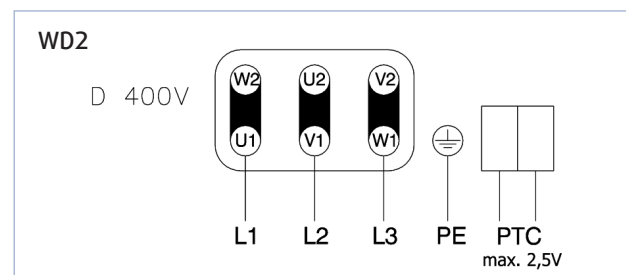 WD2
D 400V
W2 U2 V2
U1 V1 W1
L1 L2 L3 PE PTC
max. 2,5V